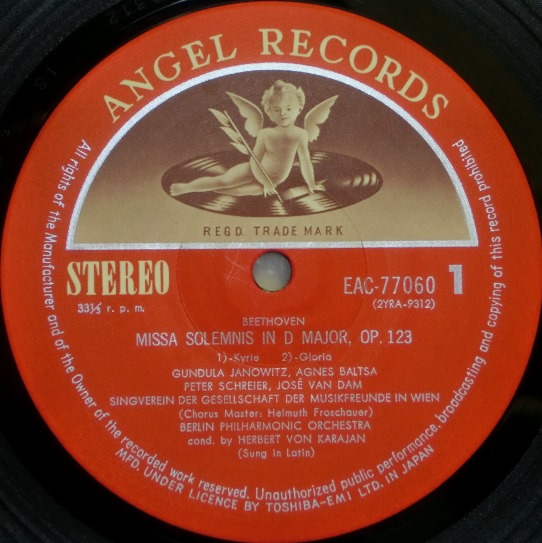 ANGEL RECORDS
REGD. TRADE MARK
STEREO
33⅓ r. p. m.
EAC-77060 1
(2YRA-9312)
BEETHOVEN
MISSA SOLEMNIS IN D MAJOR, OP. 123
1)-Kyrie 2)-Gloria
GUNDULA JANOWITZ, AGNES BALTSA
PETER SCHREIER, JOSÉ VAN DAM
SINGVEREIN DER GESELLSCHAFT DER MUSIKFREUNDE IN WIEN
(Chorus Master: Helmuth Froschauer)
BERLIN PHILHARMONIC ORCHESTRA
cond. by HERBERT VON KARAJAN
(Sung in Latin)
All rights of the Manufacturer and of the Owner of the recorded work reserved. Unauthorized public performance, broadcasting and copying of this record prohibited
MFD. UNDER LICENCE BY TOSHIBA-EMI LTD. IN JAPAN